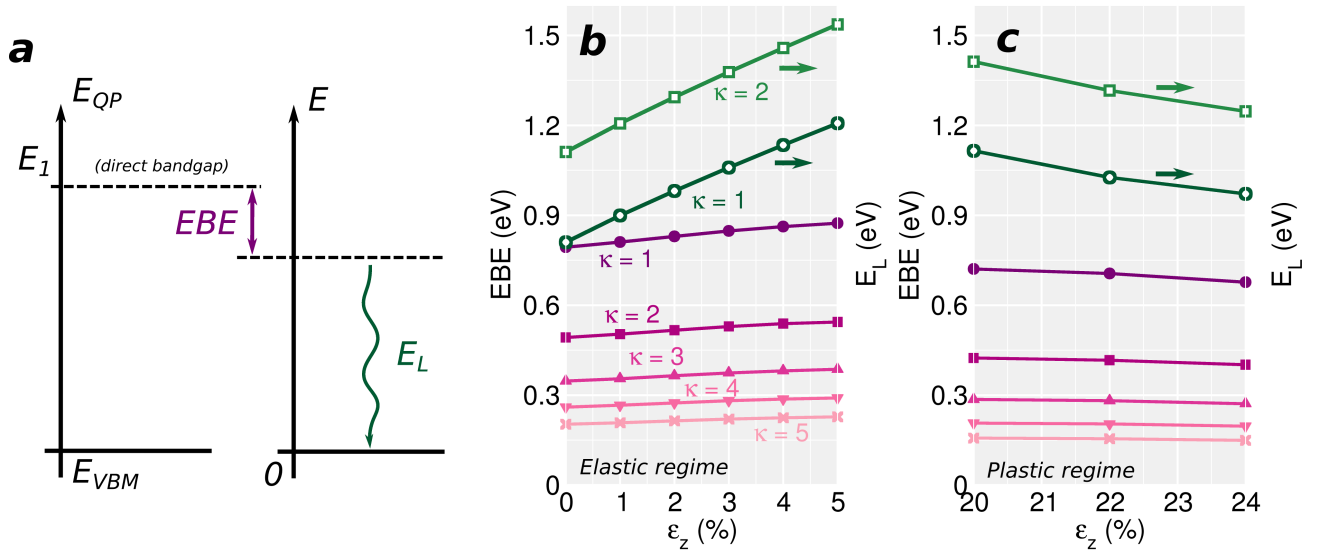 a
E_QP
E
E_1
(direct bandgap)
EBE
E_L
E_VBM
0
b
EBE (eV)
1.5
1.2
0.9
0.6
0.3
0
κ = 2
κ = 1
κ = 1
κ = 2
κ = 3
κ = 4
κ = 5
Elastic regime
0 1 2 3 4 5
ε_z (%)
E_L (eV)
c
EBE (eV)
1.5
1.2
0.9
0.6
0.3
0
Plastic regime
20 21 22 23 24
ε_z (%)
E_L (eV)